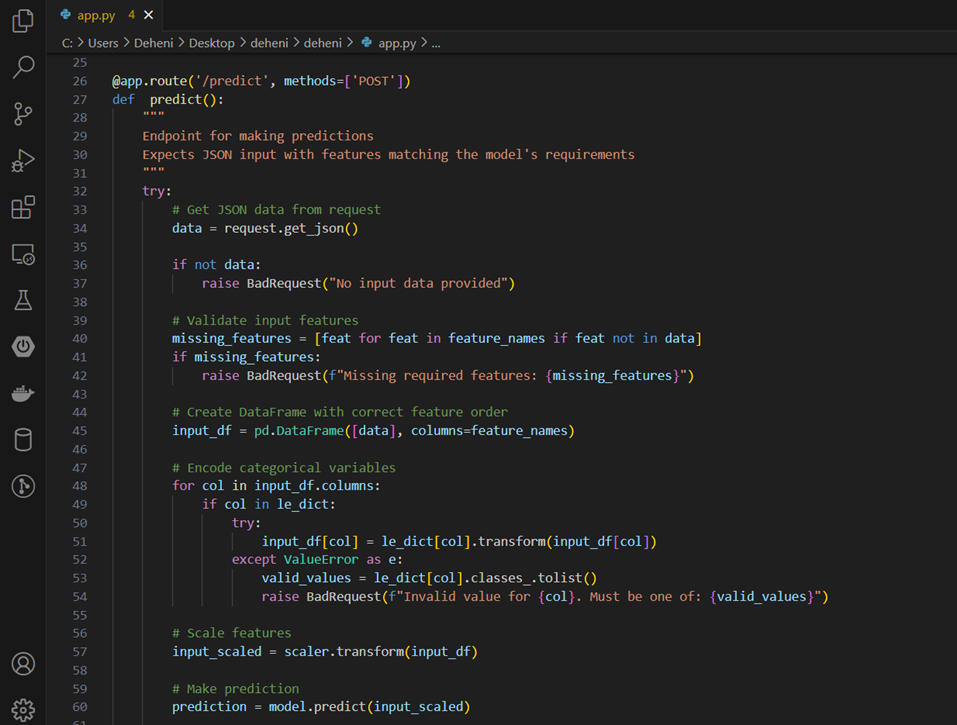 app.py 4
C: > Users > Deheni > Desktop > deheni > deheni > app.py > ...
25
26 @app.route('/predict', methods=['POST'])
27 def  predict():
28     """
29     Endpoint for making predictions
30     Expects JSON input with features matching the model's requirements
31     """
32     try:
33         # Get JSON data from request
34         data = request.get_json()
35
36         if not data:
37             raise BadRequest("No input data provided")
38
39         # Validate input features
40         missing_features = [feat for feat in feature_names if feat not in data]
41         if missing_features:
42             raise BadRequest(f"Missing required features: {missing_features}")
43
44         # Create DataFrame with correct feature order
45         input_df = pd.DataFrame([data], columns=feature_names)
46
47         # Encode categorical variables
48         for col in input_df.columns:
49             if col in le_dict:
50                 try:
51                     input_df[col] = le_dict[col].transform(input_df[col])
52                 except ValueError as e:
53                     valid_values = le_dict[col].classes_.tolist()
54                     raise BadRequest(f"Invalid value for {col}. Must be one of: {valid_values}")
55
56         # Scale features
57         input_scaled = scaler.transform(input_df)
58
59         # Make prediction
60         prediction = model.predict(input_scaled)
61